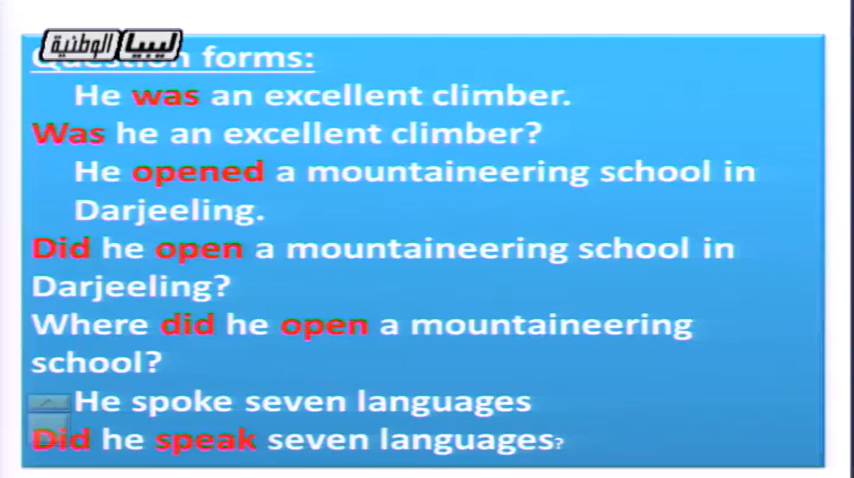 ليبيا الوطنية
Question forms:
He was an excellent climber.
Was he an excellent climber?
He opened a mountaineering school in
Darjeeling.
Did he open a mountaineering school in
Darjeeling?
Where did he open a mountaineering
school?
He spoke seven languages
Did he speak seven languages?